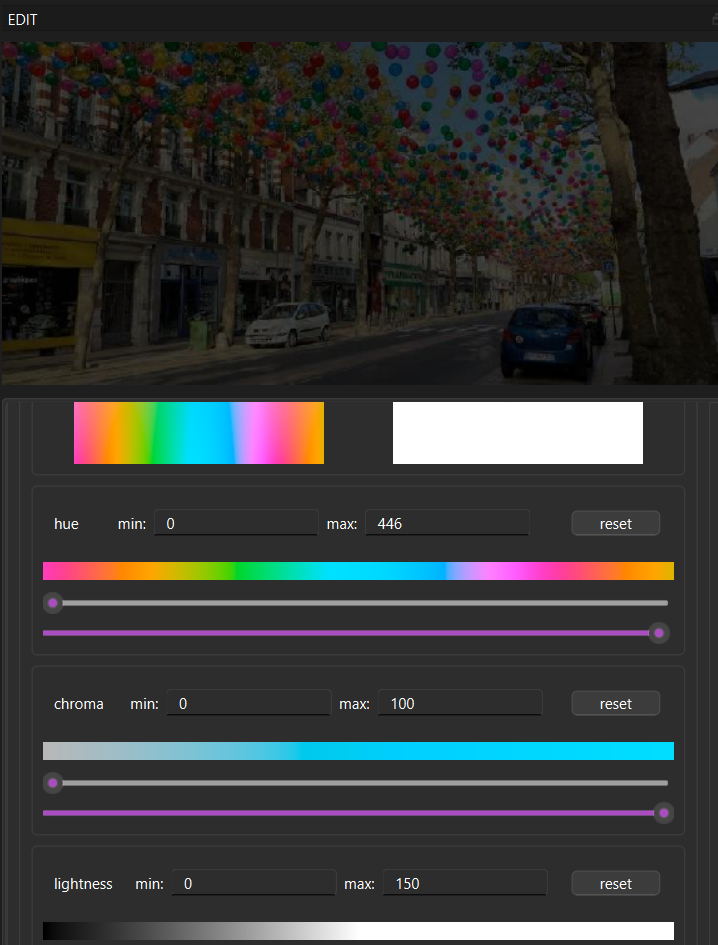 EDIT
hue min: 0 max: 446 reset
chroma min: 0 max: 100 reset
lightness min: 0 max: 150 reset